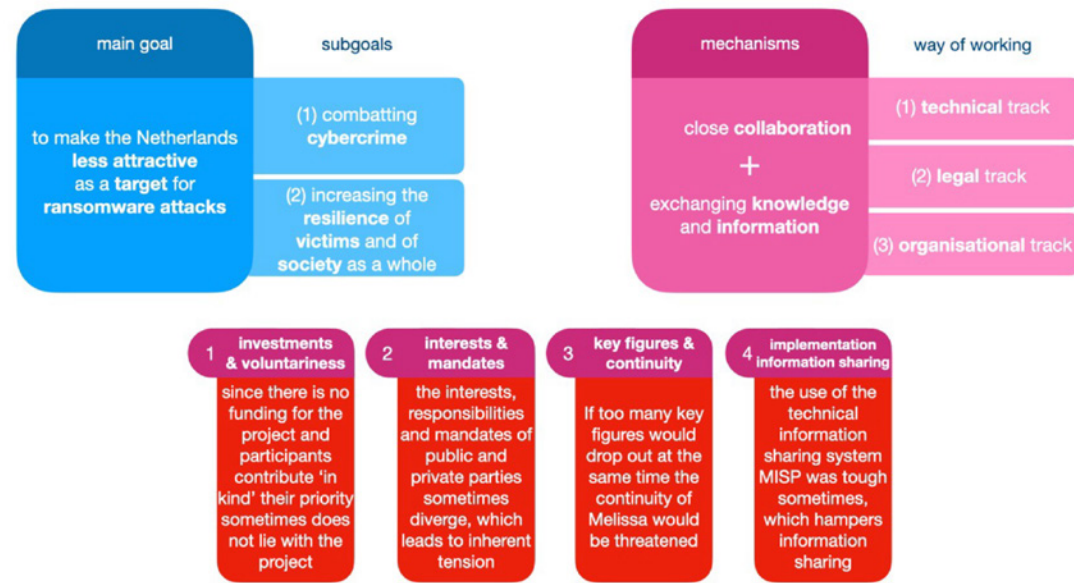 main goal
to make the Netherlands
less attractive
as a target for
ransomware attacks
subgoals
(1) combatting
cybercrime
(2) increasing the
resilience of
victims and of
society as a whole
mechanisms
close collaboration
+
exchanging knowledge
and information
way of working
(1) technical track
(2) legal track
(3) organisational track
1
investments
& voluntariness
since there is no
funding for the
project and
participants
contribute ‘in
kind’ their priority
sometimes does
not lie with the
project
2
interests &
mandates
the interests,
responsibilities
and mandates of
public and
private parties
sometimes
diverge, which
leads to inherent
tension
3
key figures &
continuity
If too many key
figures would
drop out at the
same time the
continuity of
Melissa would
be threatened
4
implementation
information sharing
the use of the
technical
information
sharing system
MISP was tough
sometimes,
which hampers
information
sharing